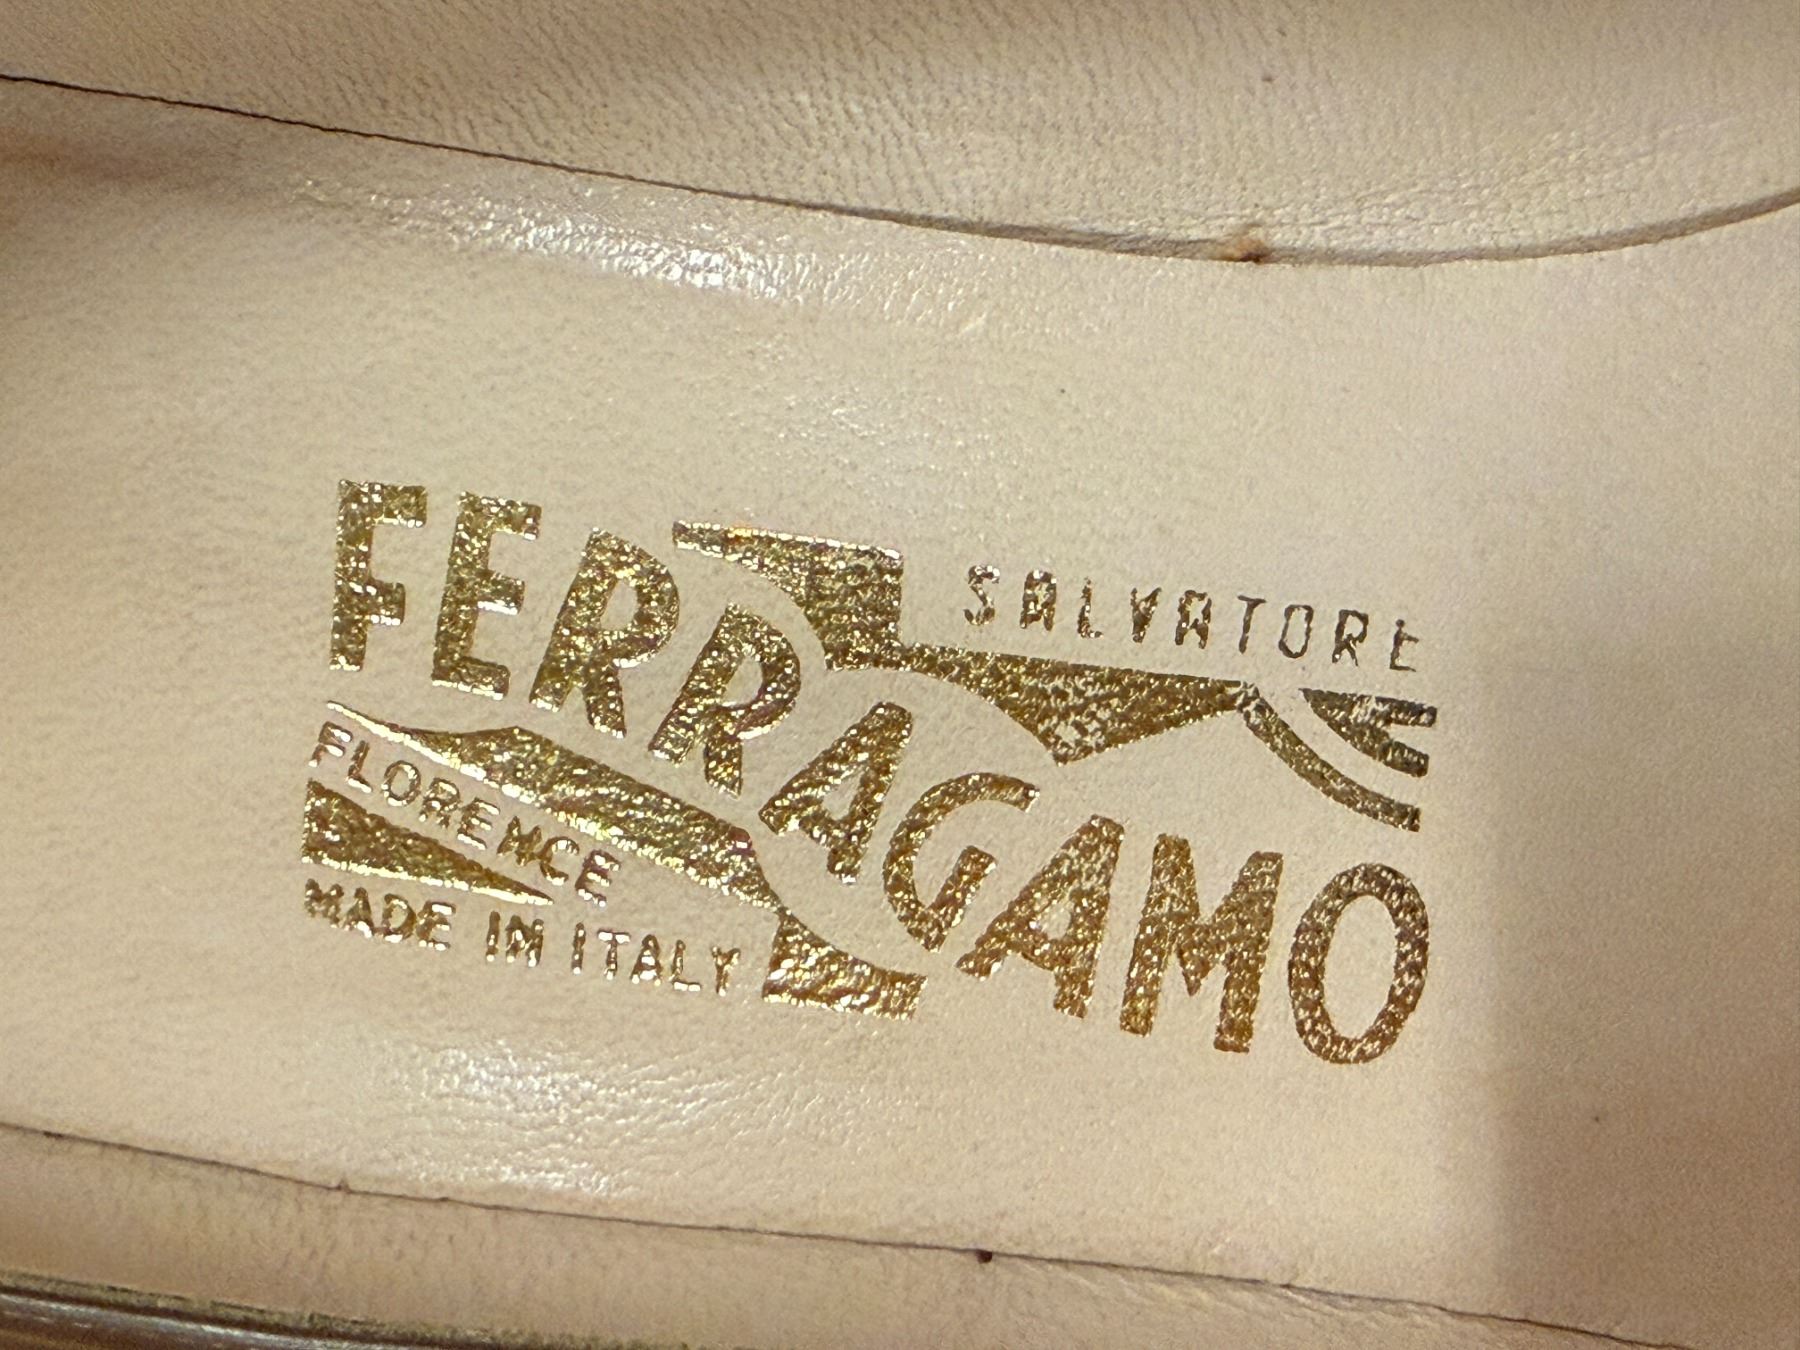 SALVATORE
FERRAGAMO
FLORENCE
MADE IN ITALY